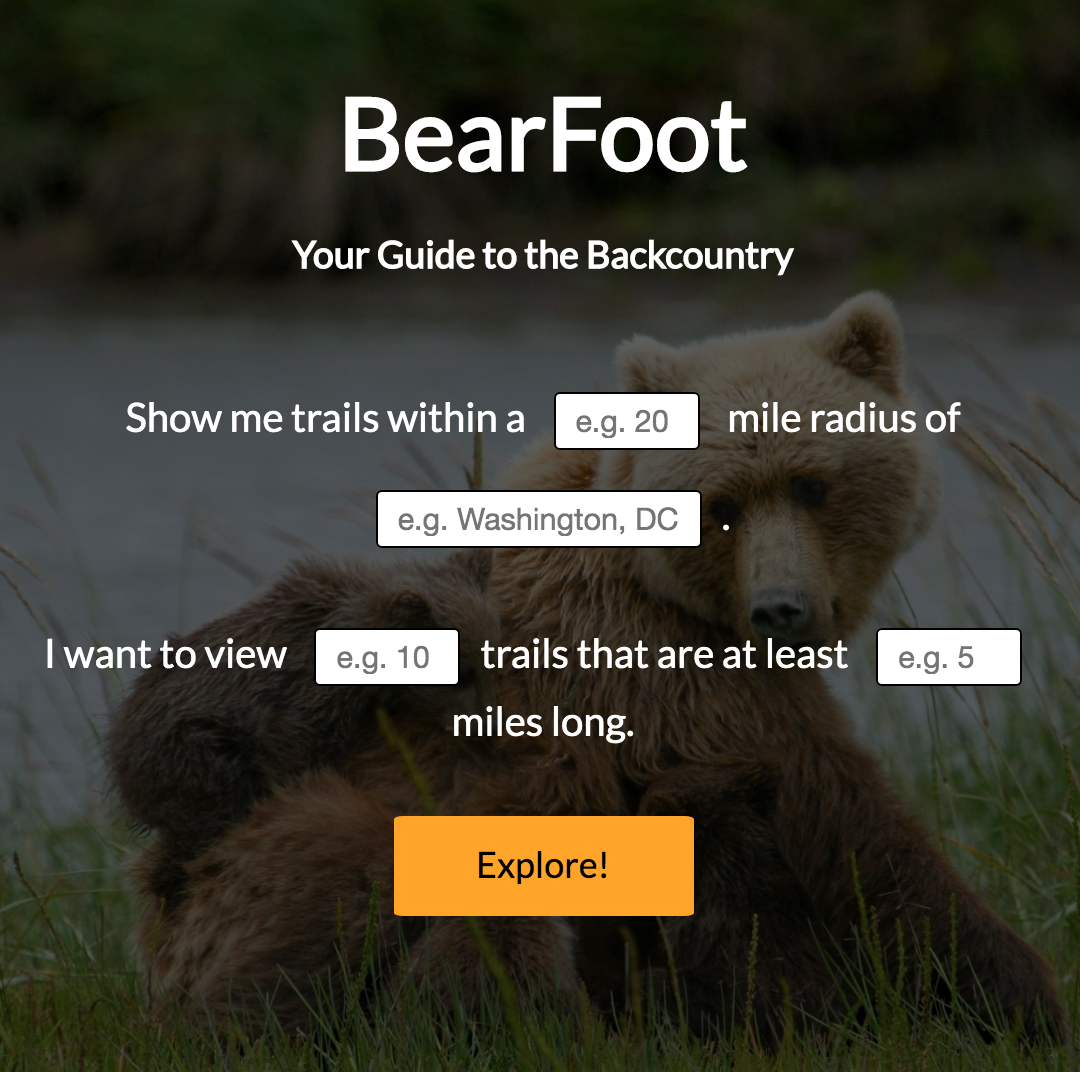 BearFoot
Your Guide to the Backcountry
Show me trails within a e.g. 20 mile radius of
e.g. Washington, DC .
I want to view e.g. 10 trails that are at least e.g. 5
miles long.
Explore!